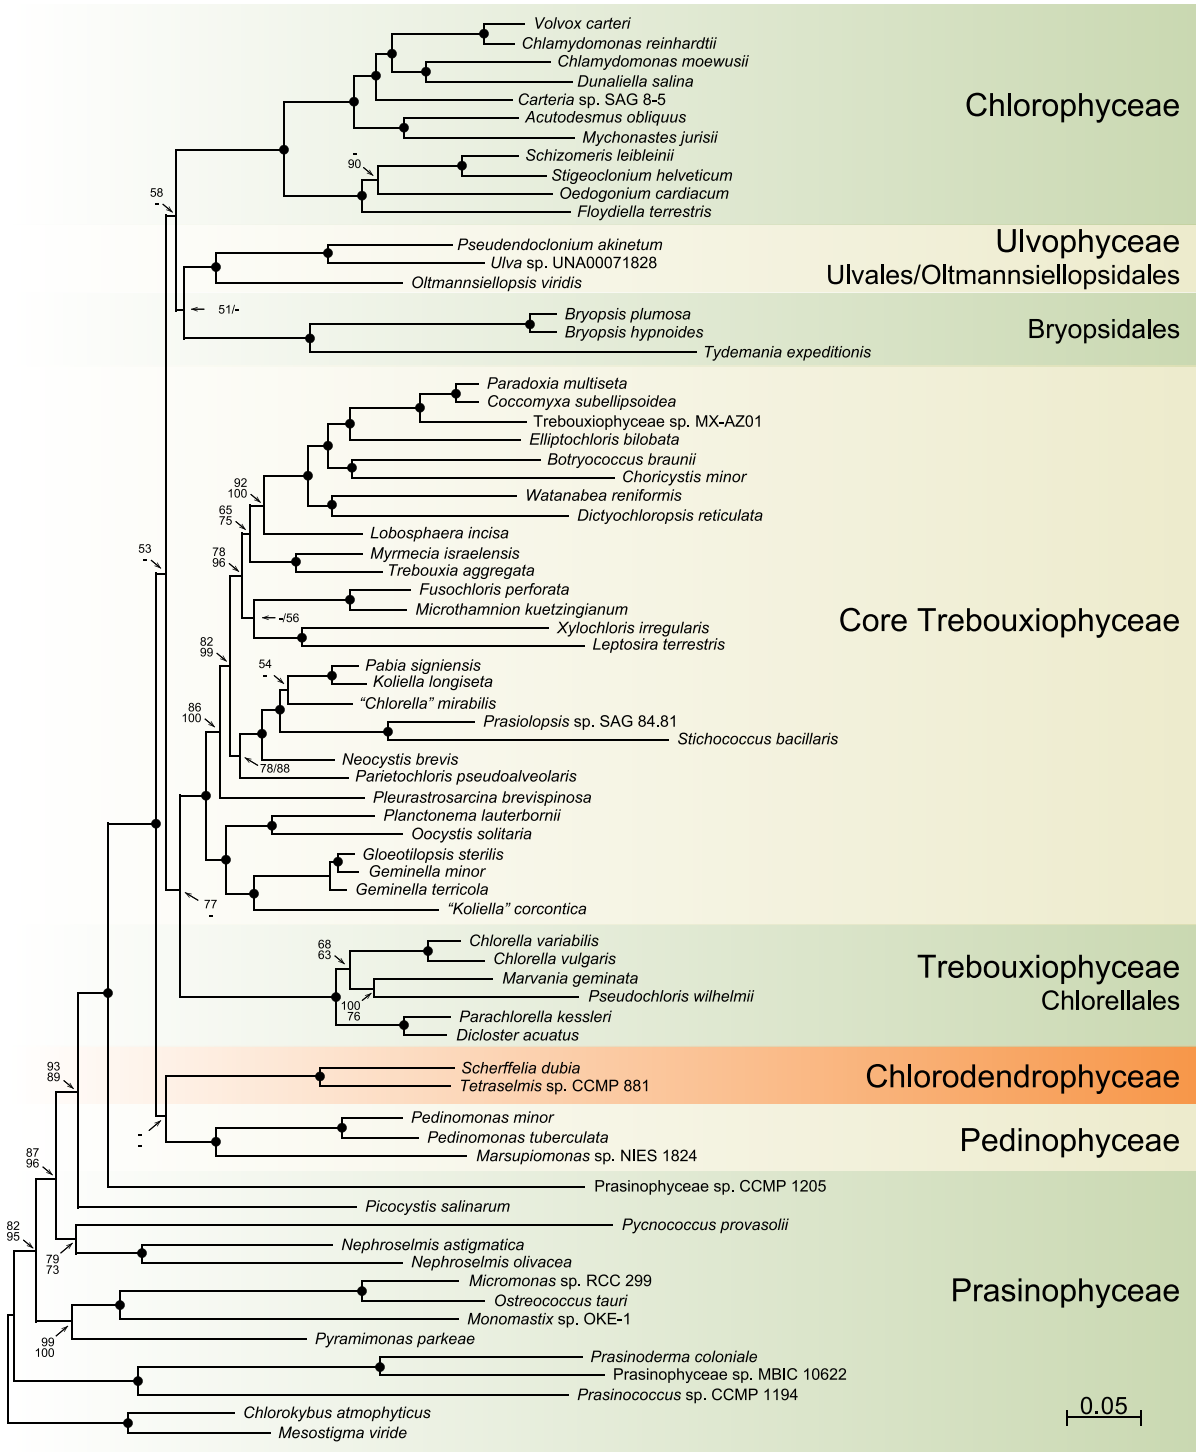 Volvox carteri
Chlamydomonas reinhardtii
Chlamydomonas moewusii
Dunaliella salina
Carteria sp. SAG 8-5
Chlorophyceae
Acutodesmus obliquus
Mychonastes jurisii
-
90
Schizomeris leibleinii
Stigeoclonium helveticum
Oedogonium cardiacum
58
-
Floydiella terrestris
Pseudendoclonium akinetum
Ulvophyceae
Ulva sp. UNA00071828
Ulvales/Oltmannsiellopsidales
Oltmannsiellopsis viridis
51/-
Bryopsis plumosa
Bryopsis hypnoides
Bryopsidales
Tydemania expeditionis
Paradoxia multiseta
Coccomyxa subellipsoidea
Trebouxiophyceae sp. MX-AZ01
Elliptochloris bilobata
Botryococcus braunii
Choricystis minor
92
100
Watanabea reniformis
65
75
Dictyochloropsis reticulata
Lobosphaera incisa
53
-
78
96
Myrmecia israelensis
Trebouxia aggregata
Fusochloris perforata
Microthamnion kuetzingianum
-/56
Core Trebouxiophyceae
Xylochloris irregularis
82
99
Leptosira terrestris
54
-
Pabia signiensis
Koliella longiseta
“Chlorella” mirabilis
86
100
Prasiolopsis sp. SAG 84.81
Stichococcus bacillaris
Neocystis brevis
78/88
Parietochloris pseudoalveolaris
Pleurastrosarcina brevispinosa
Planctonema lauterbornii
Oocystis solitaria
Gloeotilopsis sterilis
Geminella minor
Geminella terricola
77
-
“Koliella” corcontica
68
63
Chlorella variabilis
Chlorella vulgaris
Trebouxiophyceae
Marvania geminata
Pseudochloris wilhelmii
Chlorellales
100
76
Parachlorella kessleri
Dicloster acuatus
93
89
Scherffelia dubia
Tetraselmis sp. CCMP 881
Chlorodendrophyceae
-
-
Pedinomonas minor
Pedinomonas tuberculata
Pedinophyceae
Marsupiomonas sp. NIES 1824
87
96
Prasinophyceae sp. CCMP 1205
Picocystis salinarum
82
95
Pycnococcus provasolii
79
73
Nephroselmis astigmatica
Nephroselmis olivacea
Micromonas sp. RCC 299
Prasinophyceae
Ostreococcus tauri
Monomastix sp. OKE-1
99
100
Pyramimonas parkeae
Prasinoderma coloniale
Prasinophyceae sp. MBIC 10622
Prasinococcus sp. CCMP 1194
0.05
Chlorokybus atmophyticus
Mesostigma viride